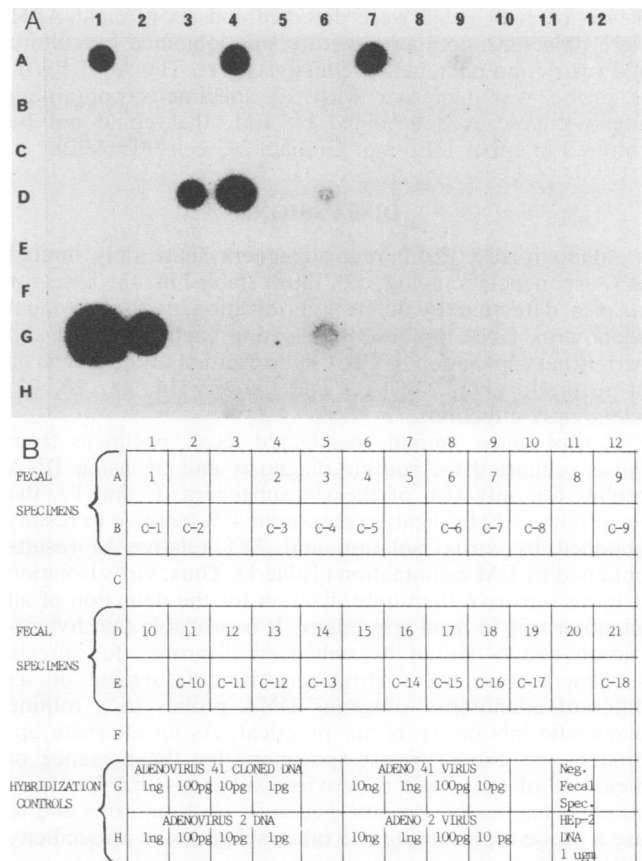 A
1 2 3 4 5 6 7 8 9 10 11 12
A
B
C
D
E
F
G
H
B
1 2 3 4 5 6 7 8 9 10 11 12
FECAL SPECIMENS
A 1 2 3 4 5 6 7 8 9
B C-1 C-2 C-3 C-4 C-5 C-6 C-7 C-8 C-9
C
FECAL SPECIMENS
D 10 11 12 13 14 15 16 17 18 19 20 21
E C-10 C-11 C-12 C-13 C-14 C-15 C-16 C-17 C-18
F
HYBRIDIZATION CONTROLS
ADENOVIRUS 41 CLONED DNA ADENO 41 VIRUS Neg.
G 1ng 100pg 10pg 1pg 10ng 1ng 100pg 10pg Fecal Spec.
ADENOVIRUS 2 DNA ADENO 2 VIRUS HEP-2
H 1ng 100pg 10pg 1pg 10ng 1ng 100pg 10 pg DNA
1 ugm